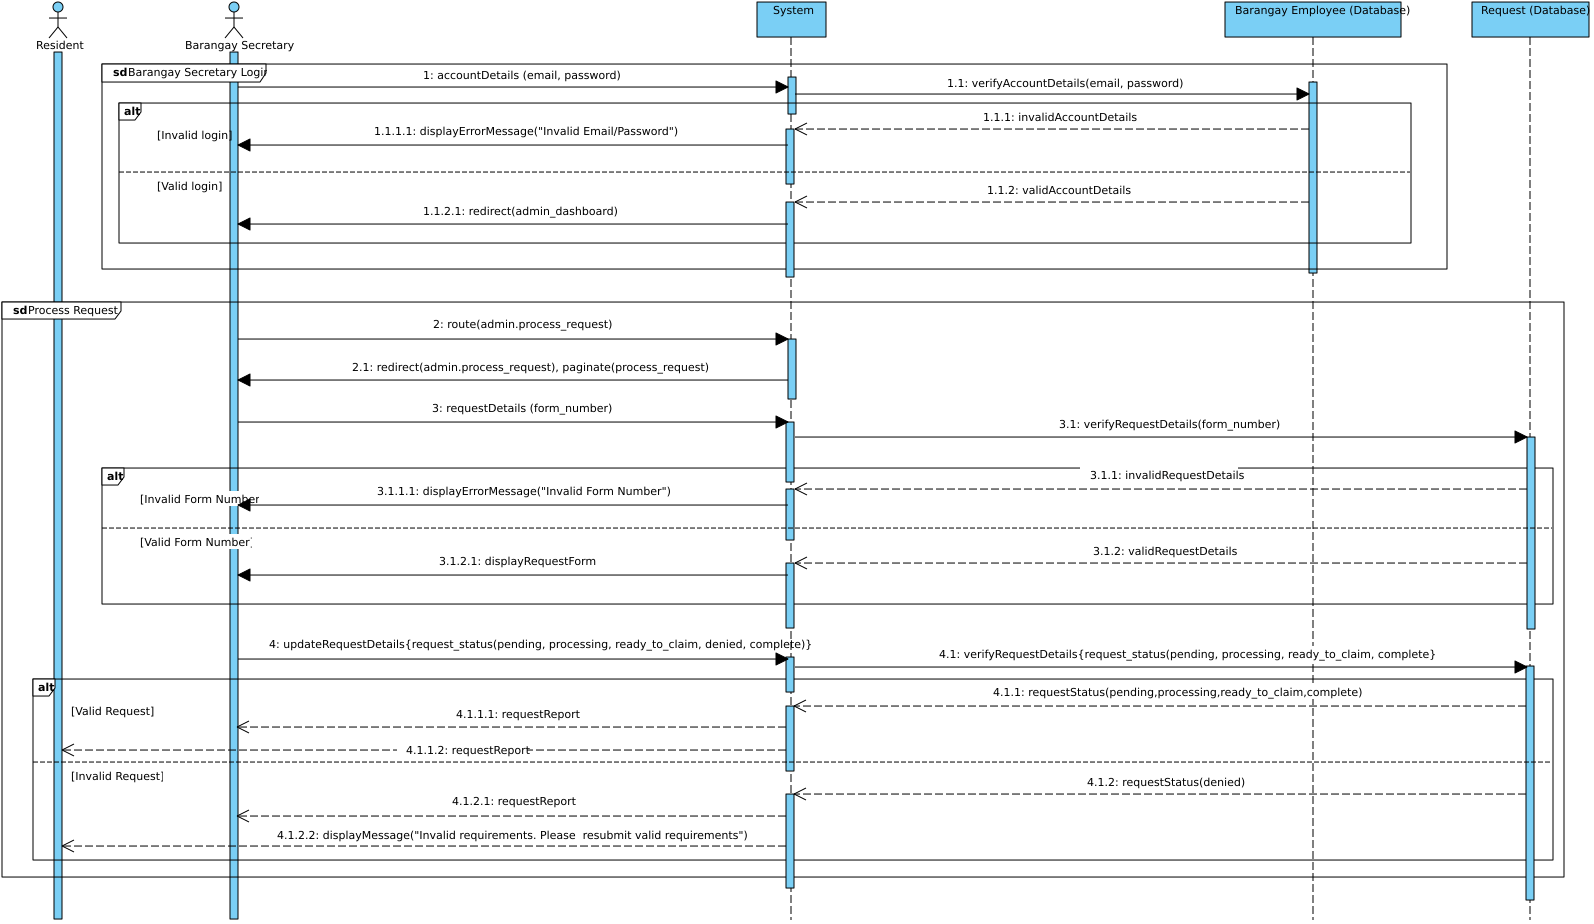 Resident
Barangay Secretary
System
Barangay Employee (Database)
Request (Database)
sd Barangay Secretary Login
1: accountDetails (email, password)
1.1: verifyAccountDetails(email, password)
alt
[Invalid login]
1.1.1: invalidAccountDetails
1.1.1.1: displayErrorMessage("Invalid Email/Password")
[Valid login]
1.1.2: validAccountDetails
1.1.2.1: redirect(admin_dashboard)
sd Process Request
2: route(admin.process_request)
2.1: redirect(admin.process_request), paginate(process_request)
3: requestDetails (form_number)
3.1: verifyRequestDetails(form_number)
alt
3.1.1: invalidRequestDetails
[Invalid Form Number
3.1.1.1: displayErrorMessage("Invalid Form Number")
[Valid Form Number]
3.1.2: validRequestDetails
3.1.2.1: displayRequestForm
4: updateRequestDetails{request_status(pending, processing, ready_to_claim, denied, complete)}
4.1: verifyRequestDetails{request_status(pending, processing, ready_to_claim, complete}
alt
4.1.1: requestStatus(pending,processing,ready_to_claim,complete)
[Valid Request]
4.1.1.1: requestReport
4.1.1.2: requestReport
[Invalid Request]
4.1.2: requestStatus(denied)
4.1.2.1: requestReport
4.1.2.2: displayMessage("Invalid requirements. Please  resubmit valid requirements")